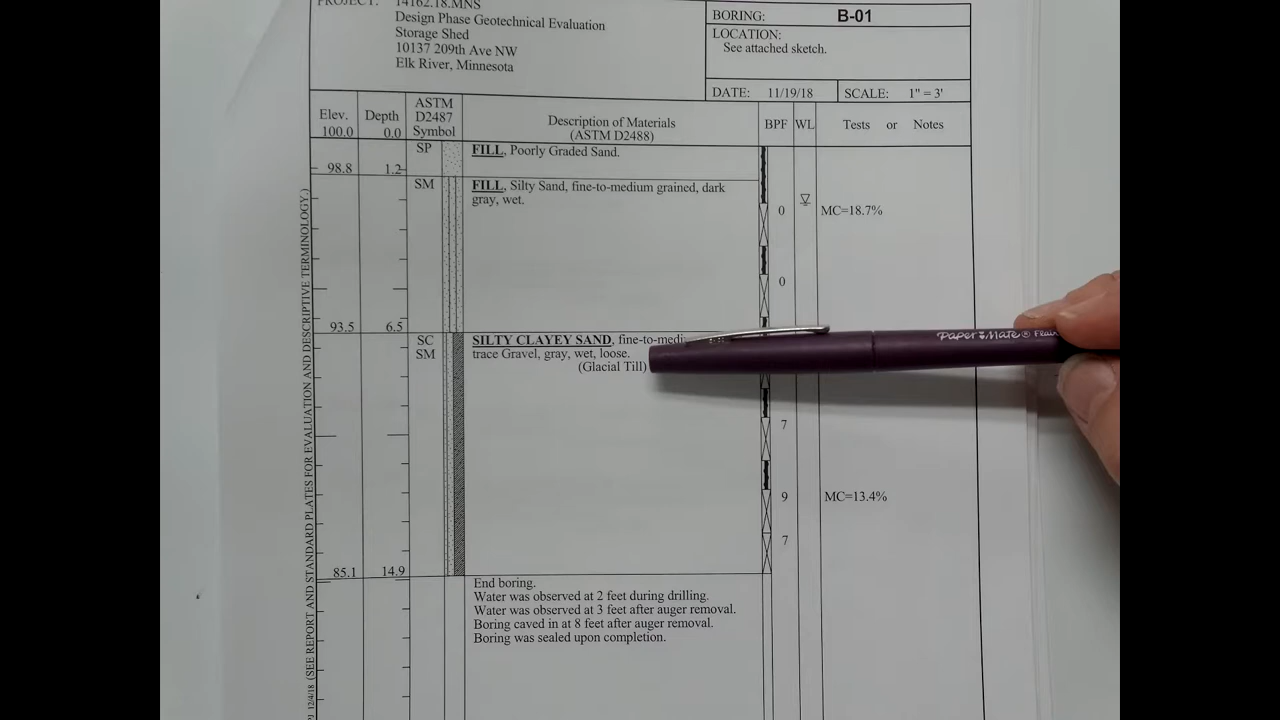 PROJECT: 14162.18.MNS
Design Phase Geotechnical Evaluation
Storage Shed
10137 209th Ave NW
Elk River, Minnesota
BORING: B-01
LOCATION:
See attached sketch.
DATE: 11/19/18 SCALE: 1" = 3'
Elev. Depth ASTM D2487 Symbol Description of Materials (ASTM D2488) BPF WL Tests or Notes
100.0 0.0
SP FILL, Poorly Graded Sand.
98.8 1.2
SM FILL, Silty Sand, fine-to-medium grained, dark
gray, wet.
0 MC=18.7%
0
93.5 6.5
SC SILTY CLAYEY SAND, fine-to-medi
SM trace Gravel, gray, wet, loose.
(Glacial Till)
7
9 MC=13.4%
7
85.1 14.9
End boring.
Water was observed at 2 feet during drilling.
Water was observed at 3 feet after auger removal.
Boring caved in at 8 feet after auger removal.
Boring was sealed upon completion.
12/4/18 (SEE REPORT AND STANDARD PLATES FOR EVALUATION AND DESCRIPTIVE TERMINOLOGY.)
Paper Mate® Flair